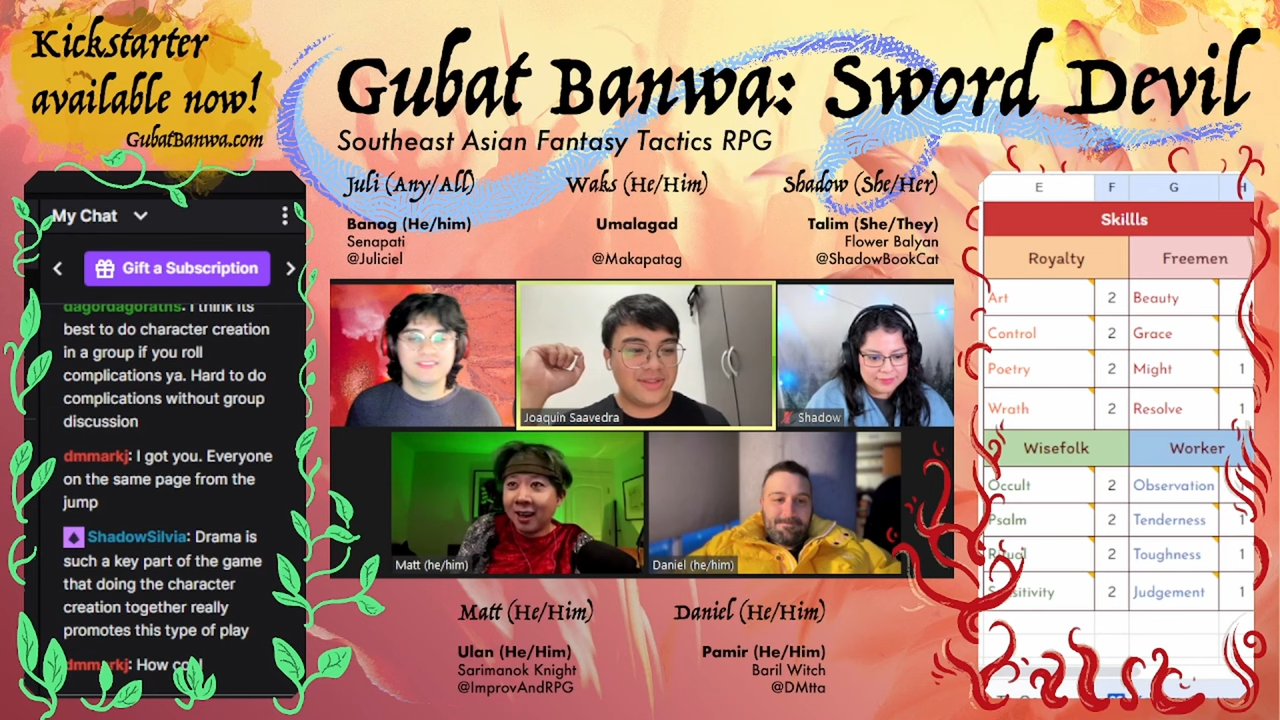 Kickstarter
available now!
GubatBanwa.com
Gubat Banwa: Sword Devil
Southeast Asian Fantasy Tactics RPG
Juli (Any/All)
Banog (He/him)
Senapati
@Juliciel
Waks (He/Him)
Umalagad
@Makapatag
Shadow (She/Her)
Talim (She/They)
Flower Balyan
@ShadowBookCat
My Chat
Gift a Subscription
dagordagoraths: I think its
best to do character creation
in a group if you roll
complications ya. Hard to do
complications without group
discussion
dmmarkj: I got you. Everyone
on the same page from the
jump
ShadowSilvia: Drama is
such a key part of the game
that doing the character
creation together really
promotes this type of play
dmmarkj: How cool
Joaquin Saavedra
Shadow
Matt (he/him)
Daniel (he/him)
Matt (He/Him)
Ulan (He/Him)
Sarimanok Knight
@ImprovAndRPG
Daniel (He/Him)
Pamir (He/Him)
Baril Witch
@DMtta
E F G H
Skillls
Royalty Freemen
Art 2 Beauty
Control 2 Grace
Poetry 2 Might 1
Wrath 2 Resolve 1
Wisefolk Worker
Occult 2 Observation
Psalm 2 Tenderness 1
Ritual 2 Toughness 1
Sensitivity 2 Judgement 1